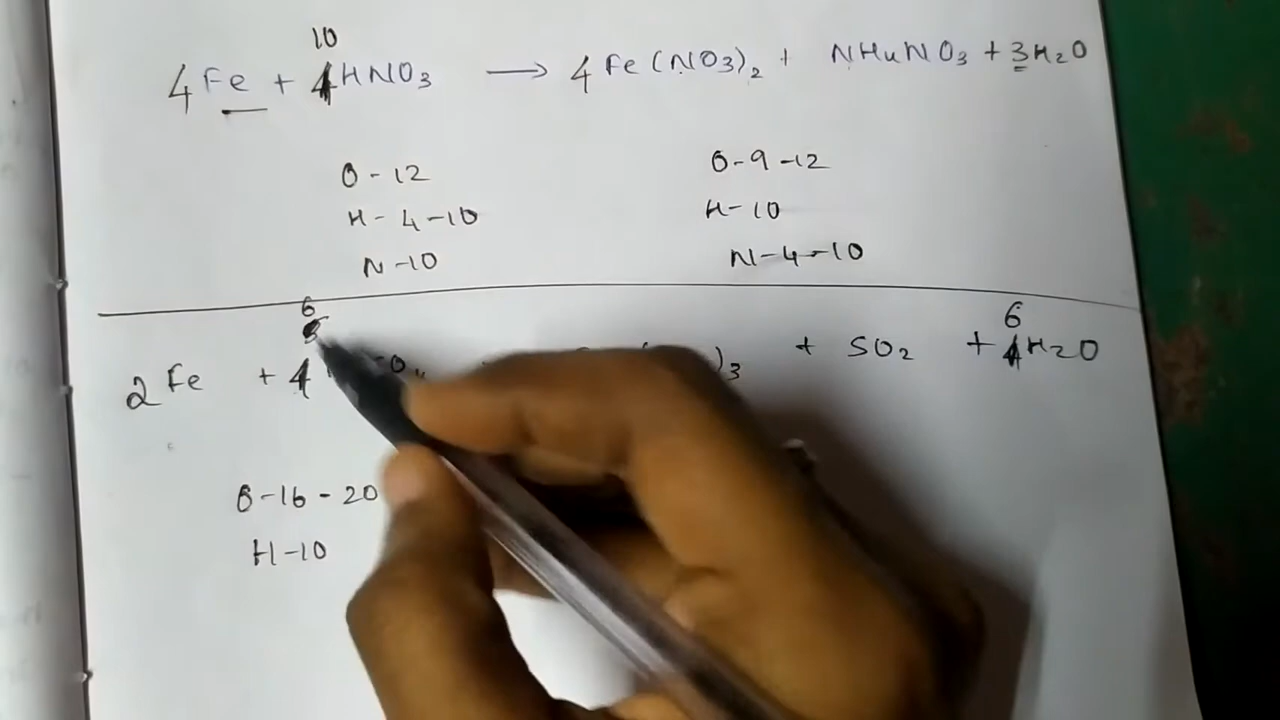 10
4Fe + 4HNO3 → 4Fe(NO3)2 + NH4NO3 + 3H2O
O-12 O-9-12
H-4-10 H-10
N-10 N-4-10
6 6
2Fe + 4 )3 + SO2 + 4H2O
O-16-20
H-10